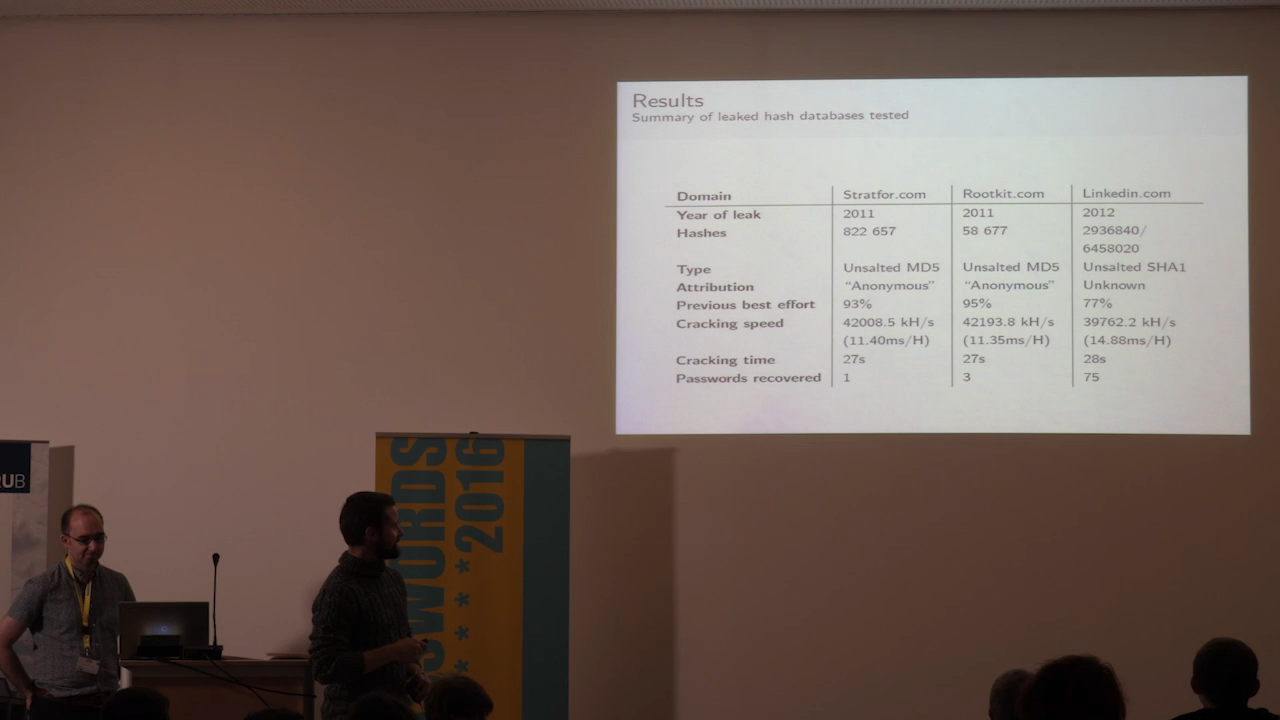 Results
Summary of leaked hash databases tested
Domain Stratfor.com Rootkit.com Linkedin.com
Year of leak 2011 2011 2012
Hashes 822 657 58 677 2936840/
6458020
Type Unsalted MD5 Unsalted MD5 Unsalted SHA1
Attribution “Anonymous” “Anonymous” Unknown
Previous best effort 93% 95% 77%
Cracking speed 42008.5 kH/s 42193.8 kH/s 39762.2 kH/s
(11.40ms/H) (11.35ms/H) (14.88ms/H)
Cracking time 27s 27s 28s
Passwords recovered 1 3 75
UB
SWORDS
2016 * * * * *